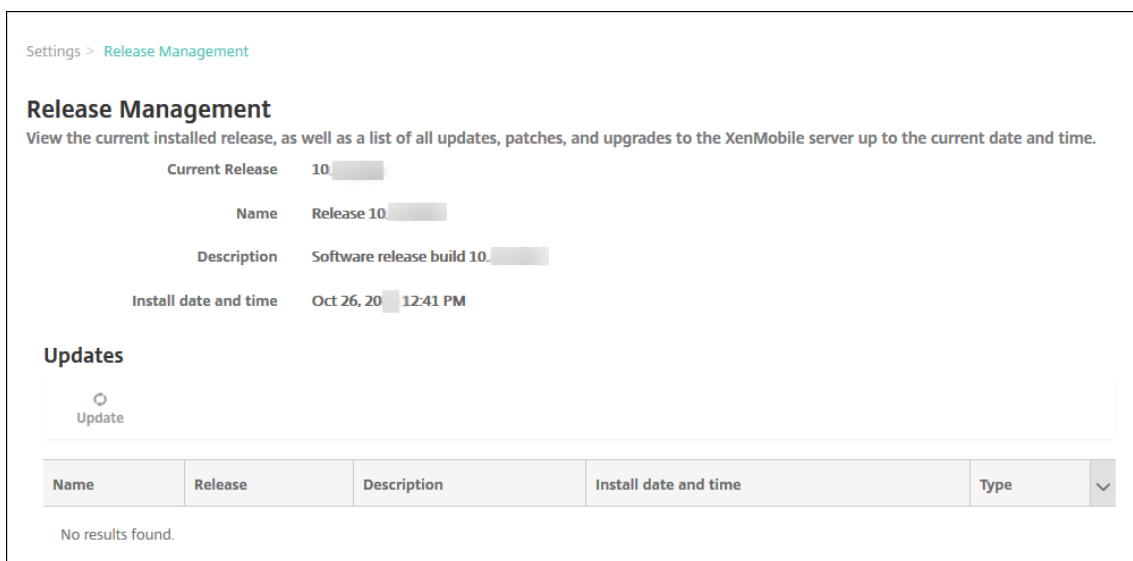 Settings > Release Management
Release Management
View the current installed release, as well as a list of all updates, patches, and upgrades to the XenMobile server up to the current date and time.
Current Release 10.
Name Release 10.
Description Software release build 10.
Install date and time Oct 26, 20 12:41 PM
Updates
Update
Name Release Description Install date and time Type
No results found.